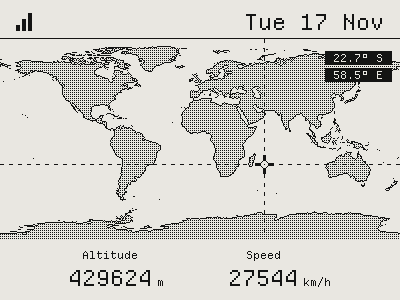 Tue 17 Nov
22.7° S
58.5° E
Altitude
429624 m
Speed
27544 km/h